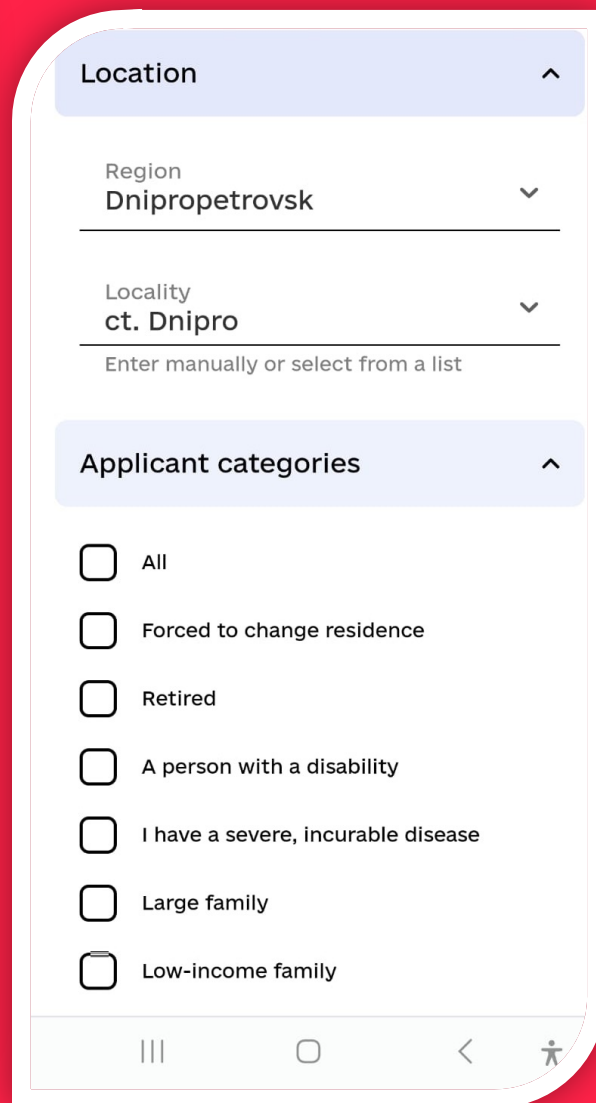 Location
Region
Dnipropetrovsk
Locality
ct. Dnipro
Enter manually or select from a list
Applicant categories
All
Forced to change residence
Retired
A person with a disability
I have a severe, incurable disease
Large family
Low-income family